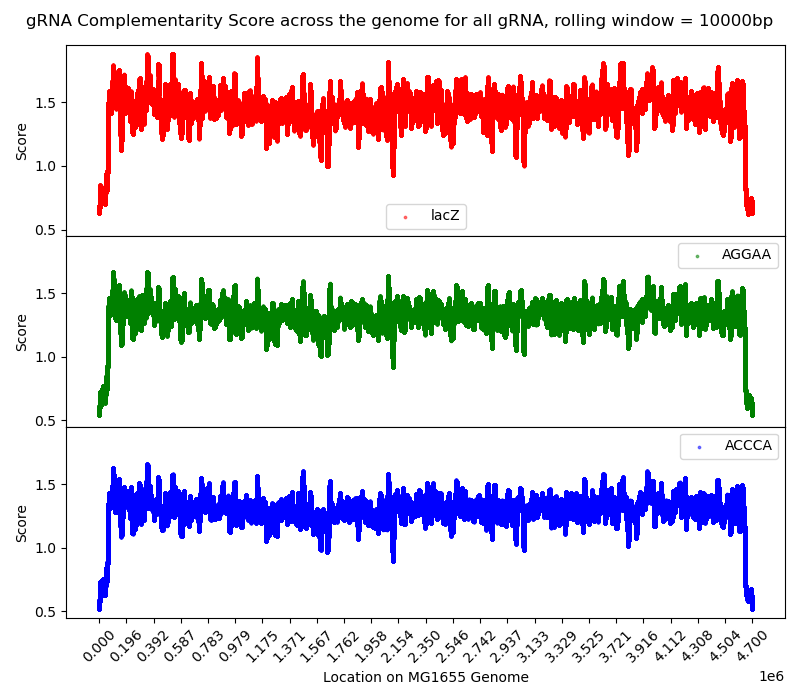 gRNA Complementarity Score across the genome for all gRNA, rolling window = 10000bp
1.5
1.0
0.5
Score
lacZ
1.5
1.0
0.5
Score
AGGAA
1.5
1.0
0.5
Score
ACCCA
0.000 0.196 0.392 0.587 0.783 0.979 1.175 1.371 1.567 1.762 1.958 2.154 2.350 2.546 2.742 2.937 3.133 3.329 3.525 3.721 3.916 4.112 4.308 4.504 4.700
Location on MG1655 Genome
1e6